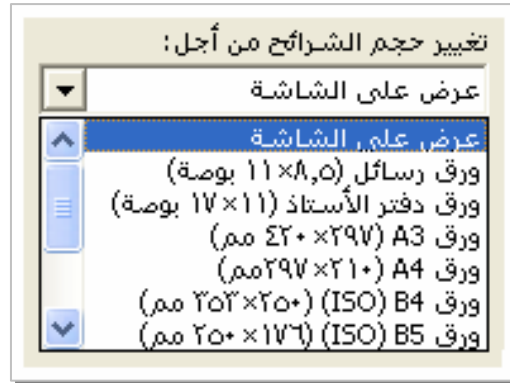 تغيير حجم الشرائح من أجل:
عرض على الشاشة
عرض على الشاشة
ورق رسائل (٨,٥×١١ بوصة)
ورق دفتر الأستاذ (١١×١٧ بوصة)
ورق A3 (٢٩٧×٤٢٠ مم)
ورق A4 (٢١٠×٢٩٧مم)
ورق B4 (ISO) (٢٥٠×٣٥٣ مم)
ورق B5 (ISO) (١٧٦×٢٥٠ مم)